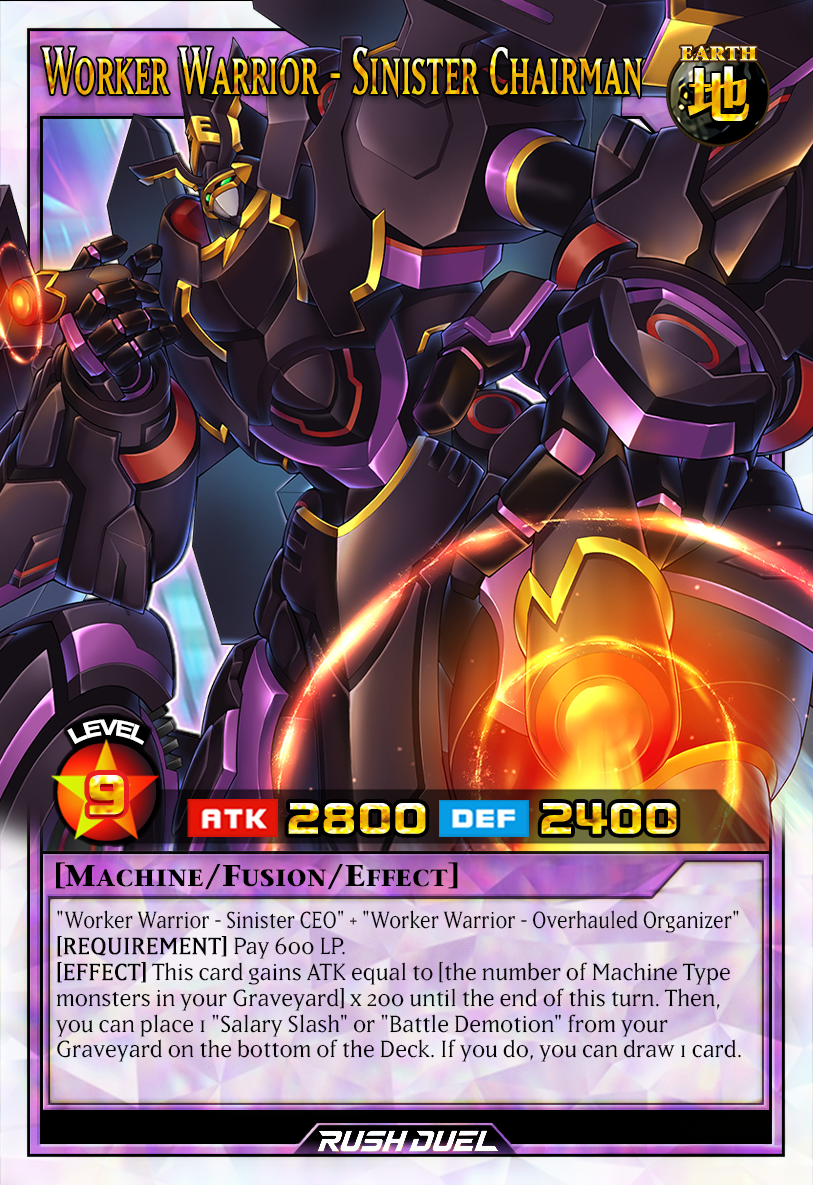 WORKER WARRIOR - SINISTER CHAIRMAN
EARTH
地
LEVEL
9
ATK 2800 DEF 2400
[MACHINE/FUSION/EFFECT]
"Worker Warrior - Sinister CEO" + "Worker Warrior - Overhauled Organizer"
[REQUIREMENT] Pay 600 LP.
[EFFECT] This card gains ATK equal to [the number of Machine Type
monsters in your Graveyard] x 200 until the end of this turn. Then,
you can place 1 "Salary Slash" or "Battle Demotion" from your
Graveyard on the bottom of the Deck. If you do, you can draw 1 card.
RUSH DUEL